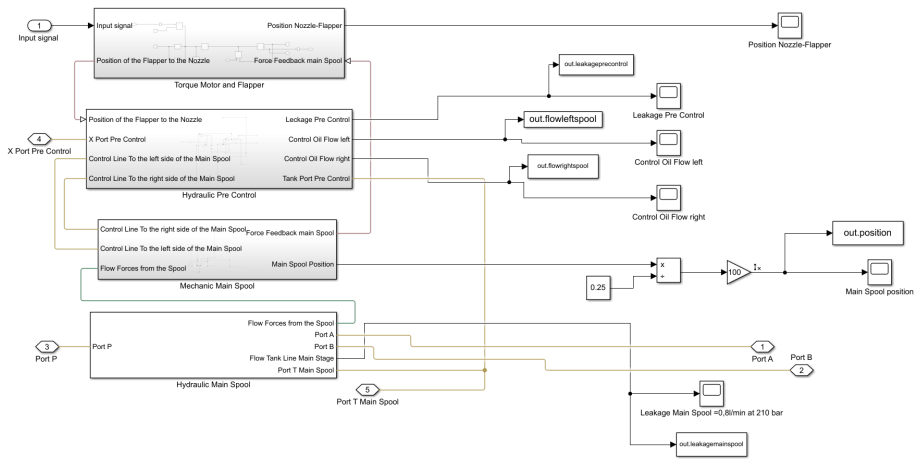 1
Input signal
Input signal
Position Nozzle-Flapper
Position of the Flapper to the Nozzle
Force Feedback main Spool
Torque Motor and Flapper
Position Nozzle-Flapper
out.leakageprecontrol
Position of the Flapper to the Nozzle
Leckage Pre Control
Leakage Pre Control
out.flowleftspool
4
X Port Pre Control
X Port Pre Control
Control Oil Flow left
Control Oil Flow left
Control Line To the left side of the Main Spool
Control Oil Flow right
out.flowrightspool
Control Line To the right side of the Main Spool
Tank Port Pre Control
Hydraulic Pre Control
Control Oil Flow right
Control Line To the right side of the Main Spool
Force Feedback main Spool
Control Line To the left side of the Main Spool
Flow Forces from the Spool
Main Spool Position
Mechanic Main Spool
0.25
×
÷
100
out.position
Main Spool position
Flow Forces from the Spool
Port A
3
Port P
Port P
Port B
Flow Tank Line Main Stage
Port T Main Spool
Hydraulic Main Spool
1
Port A
Port B
2
5
Port T Main Spool
Leakage Main Spool =0,8l/min at 210 bar
out.leakagemainspool